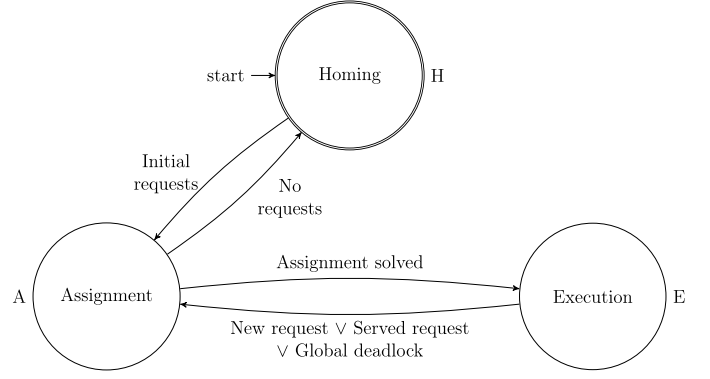 start
Homing
H
Initial
requests
No
requests
A
Assignment
Assignment solved
Execution
E
New request ∨ Served request
∨ Global deadlock